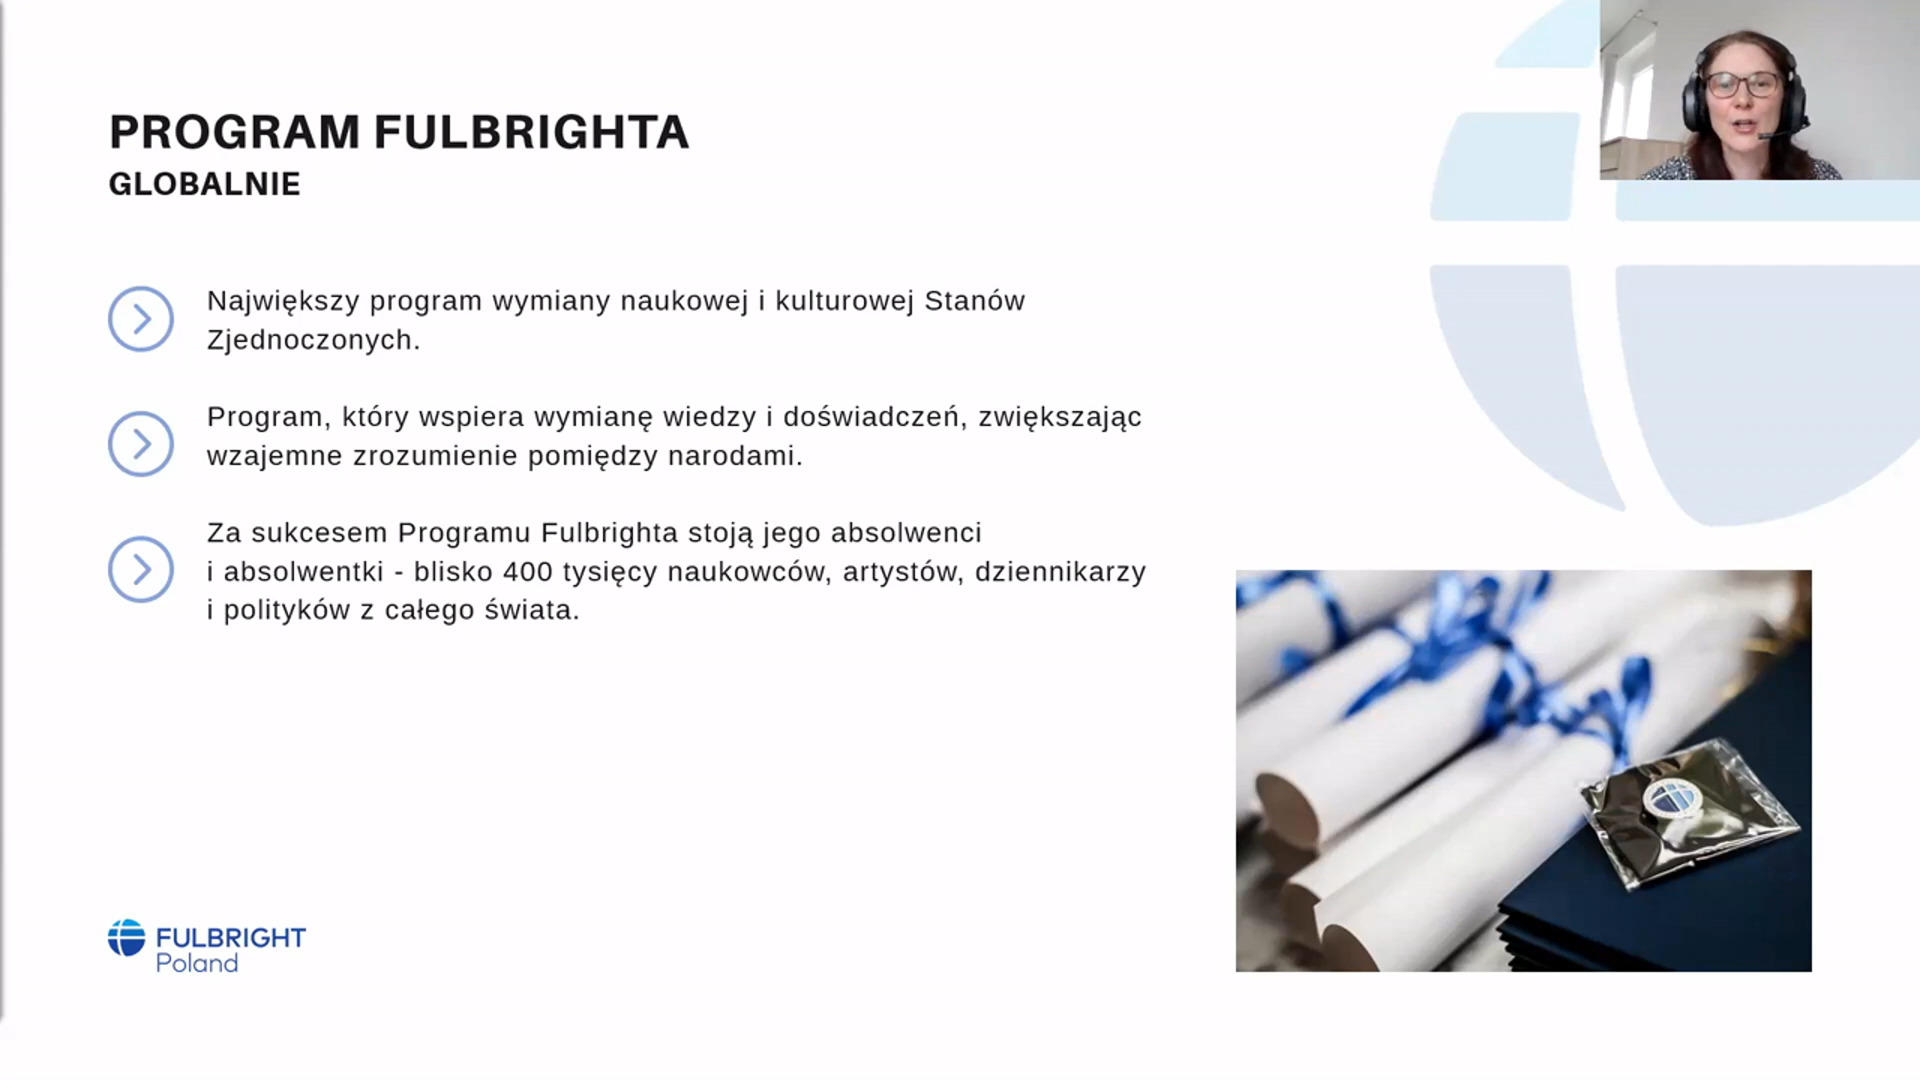 PROGRAM FULBRIGHTA
GLOBALNIE
Największy program wymiany naukowej i kulturowej Stanów
Zjednoczonych.
Program, który wspiera wymianę wiedzy i doświadczeń, zwiększając
wzajemne zrozumienie pomiędzy narodami.
Za sukcesem Programu Fulbrighta stoją jego absolwenci
i absolwentki - blisko 400 tysięcy naukowców, artystów, dziennikarzy
i polityków z całego świata.
FULBRIGHT
Poland